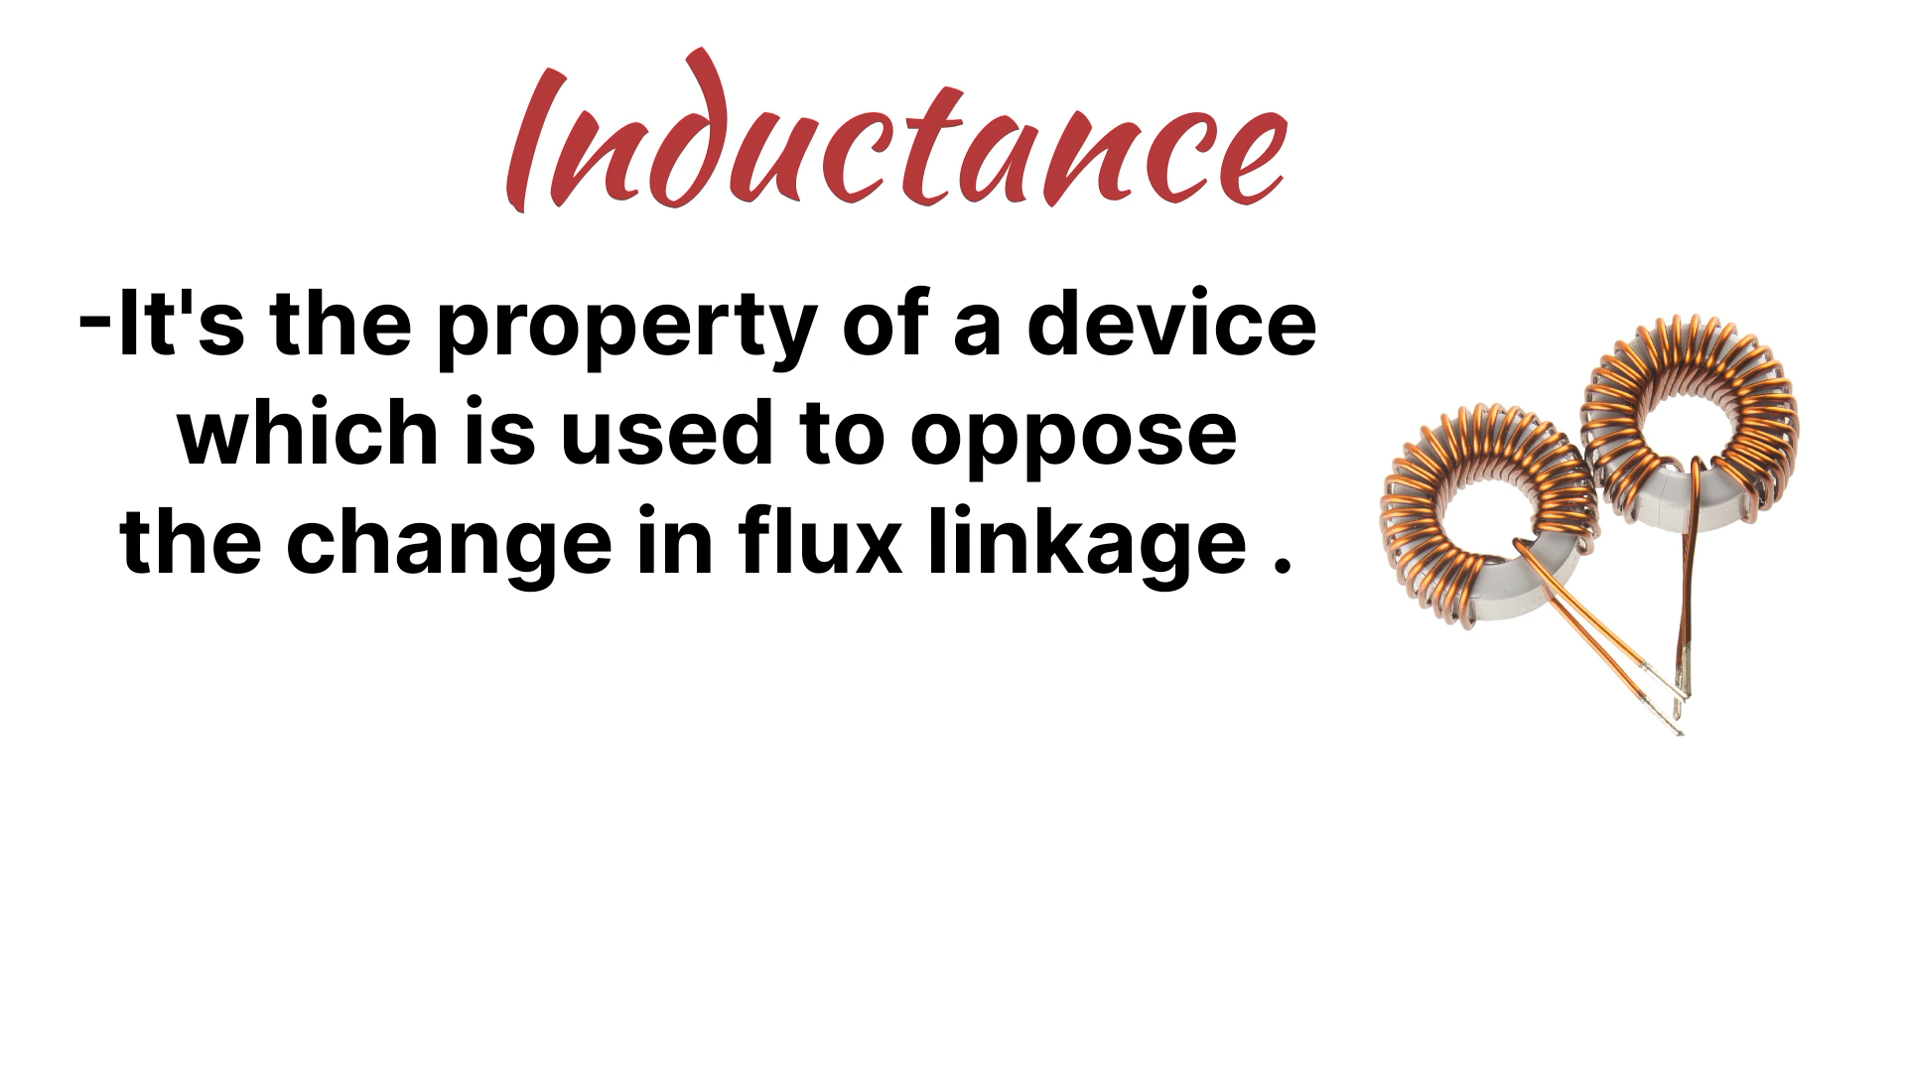 Inductance
-It's the property of a device
which is used to oppose
the change in flux linkage .